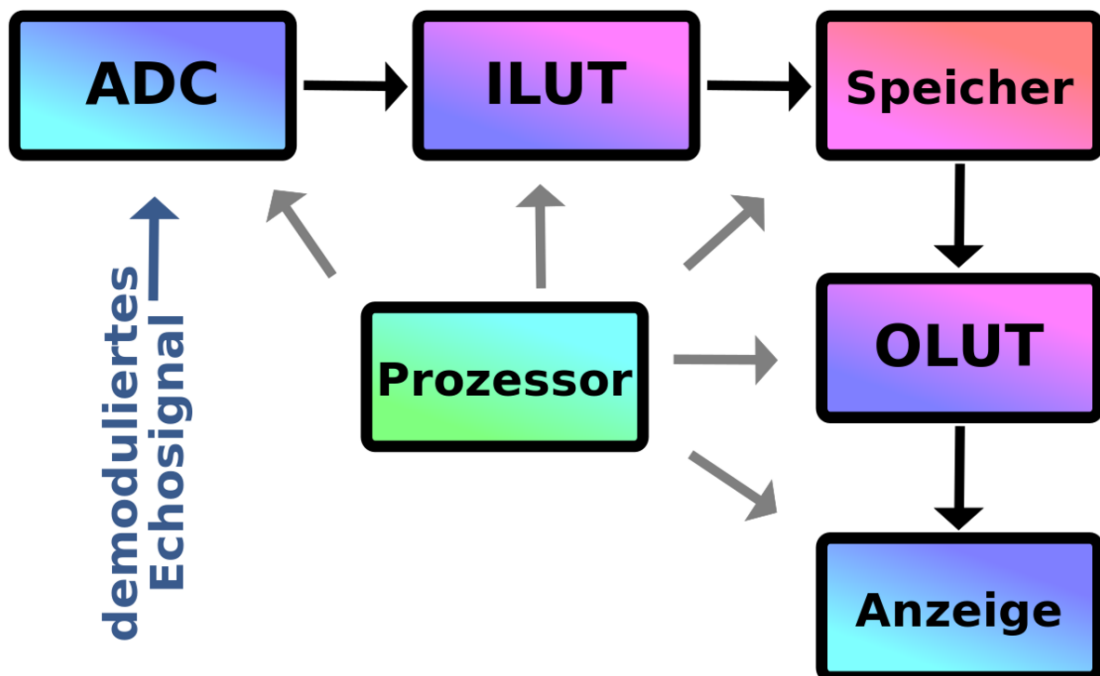 ADC
ILUT
Speicher
demoduliertes
Echosignal
Prozessor
OLUT
Anzeige